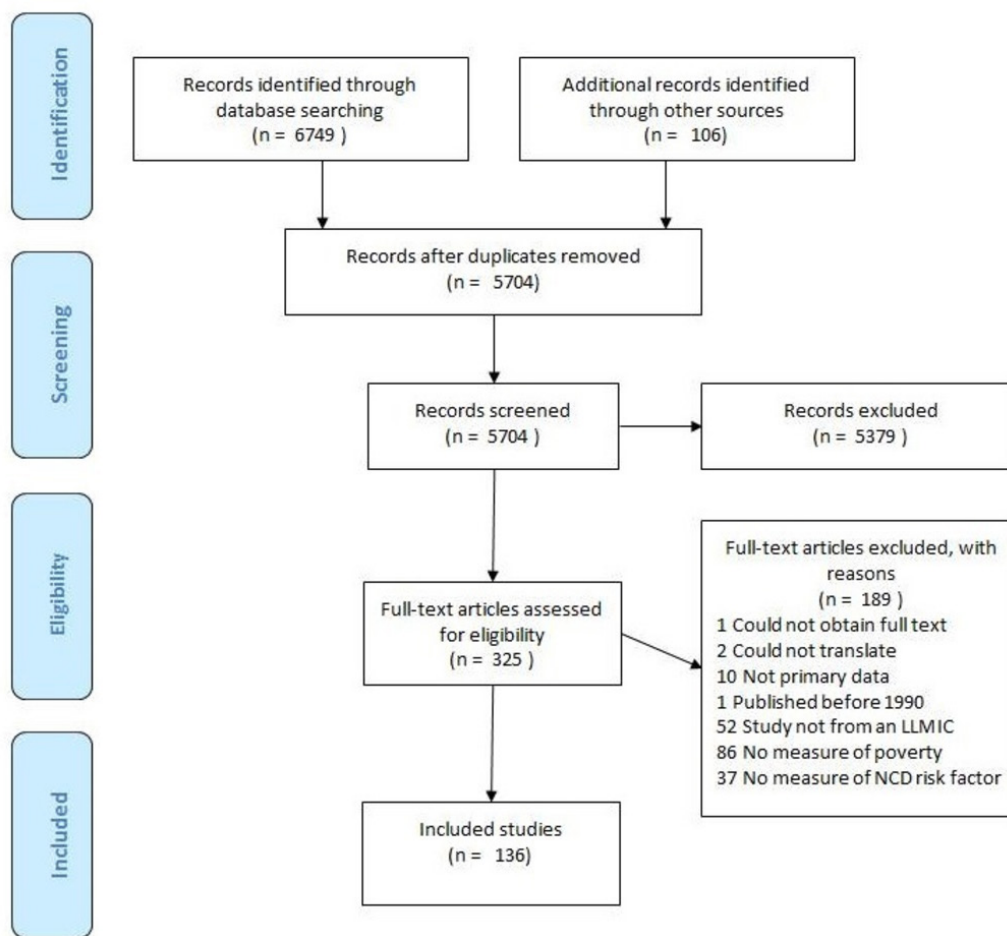 Identification
Records identified through
database searching
(n = 6749 )
Additional records identified
through other sources
(n = 106)
Records after duplicates removed
(n = 5704)
Screening
Records screened
(n = 5704 )
Records excluded
(n = 5379 )
Eligibility
Full-text articles assessed
for eligibility
(n = 325 )
Full-text articles excluded, with
reasons
(n = 189 )
1 Could not obtain full text
2 Could not translate
10 Not primary data
1 Published before 1990
52 Study not from an LLMIC
86 No measure of poverty
37 No measure of NCD risk factor
Included
Included studies
(n = 136)